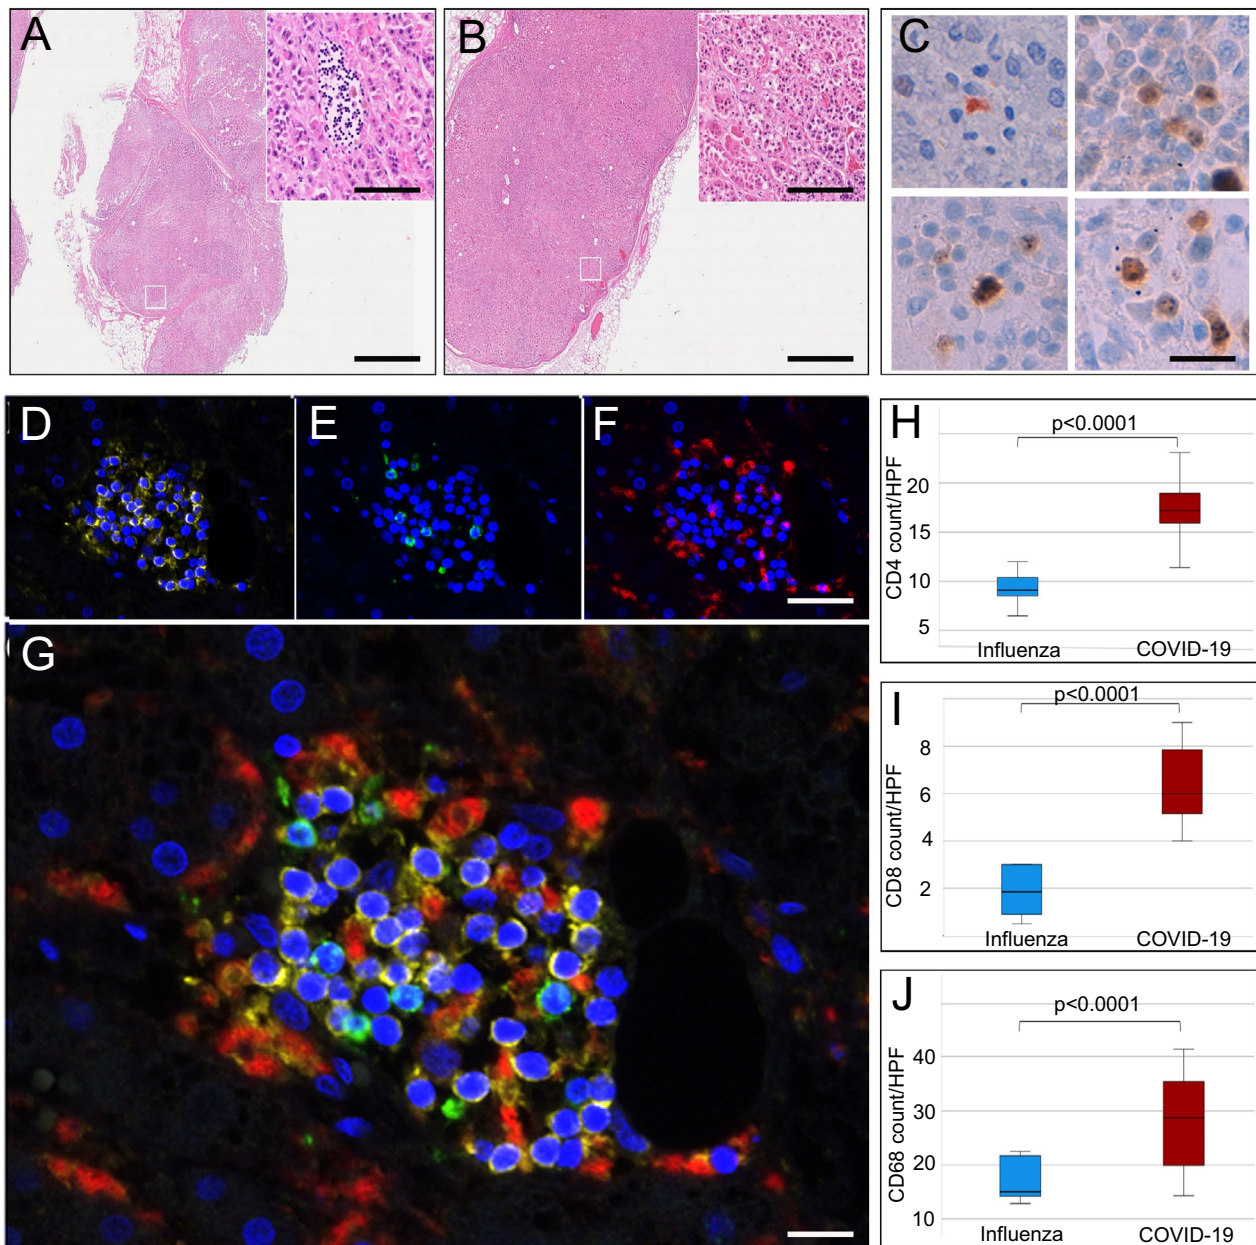 A
B
C
D
E
F
G
H
p<0.0001
CD4 count/HPF
20
15
10
5
Influenza
COVID-19
I
p<0.0001
CD8 count/HPF
8
6
4
2
Influenza
COVID-19
J
p<0.0001
CD68 count/HPF
40
30
20
10
Influenza
COVID-19